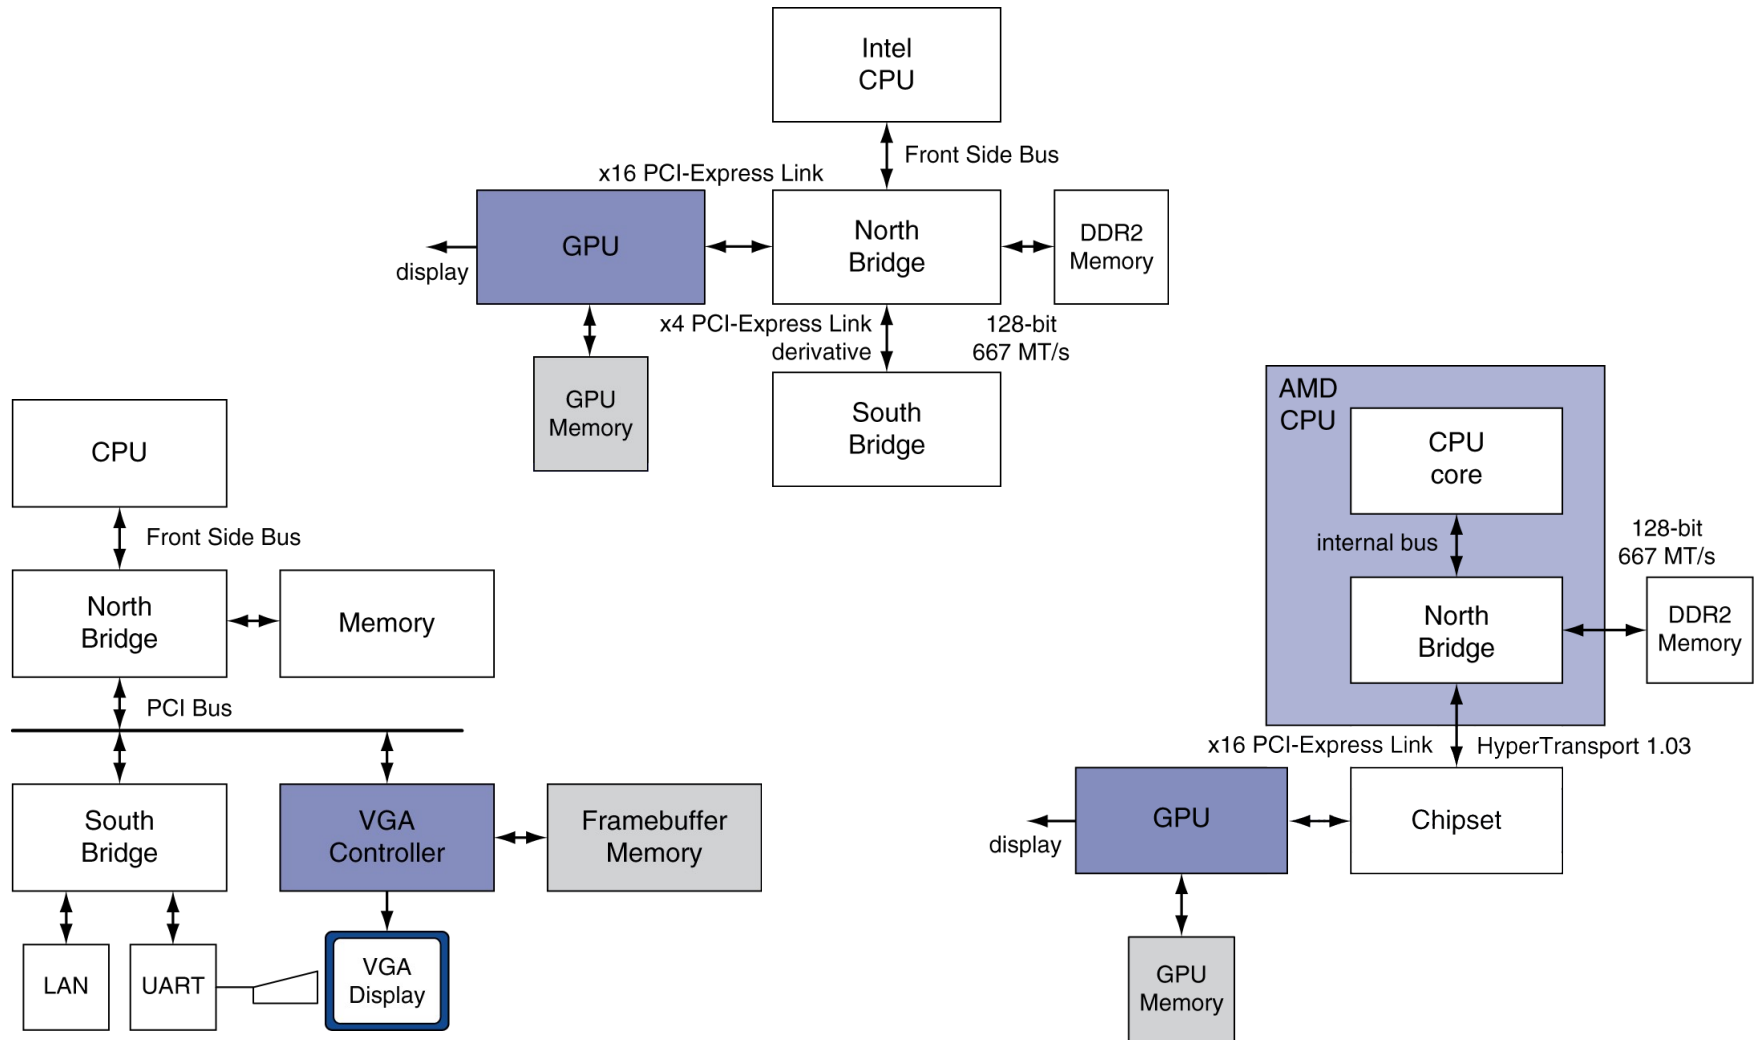 Intel
CPU
Front Side Bus
x16 PCI-Express Link
GPU
North
Bridge
DDR2
Memory
display
x4 PCI-Express Link
derivative
128-bit
667 MT/s
GPU
Memory
South
Bridge
CPU
Front Side Bus
North
Bridge
Memory
PCI Bus
South
Bridge
VGA
Controller
Framebuffer
Memory
LAN
UART
VGA
Display
AMD
CPU
CPU
core
internal bus
128-bit
667 MT/s
North
Bridge
DDR2
Memory
x16 PCI-Express Link
HyperTransport 1.03
GPU
Chipset
display
GPU
Memory